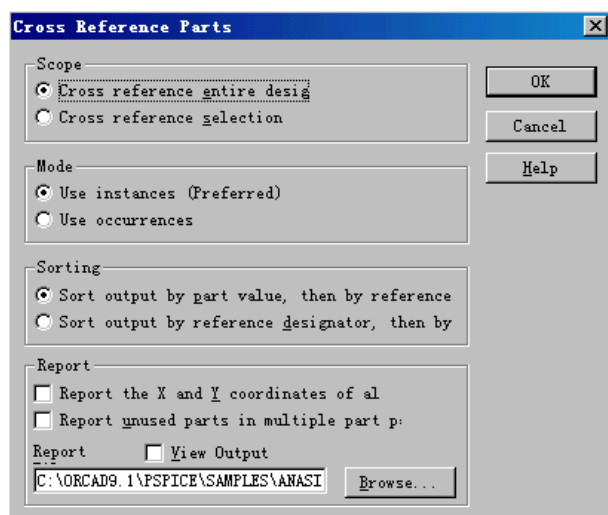 Cross Reference Parts
Scope
Cross reference entire desig
Cross reference selection
OK
Cancel
Help
Mode
Use instances (Preferred)
Use occurrences
Sorting
Sort output by part value, then by reference
Sort output by reference designator, then by
Report
Report the X and Y coordinates of al
Report unused parts in multiple part p:
Report
View Output
C:\ORCAD9.1\PSPICE\SAMPLES\ANASI
Browse...